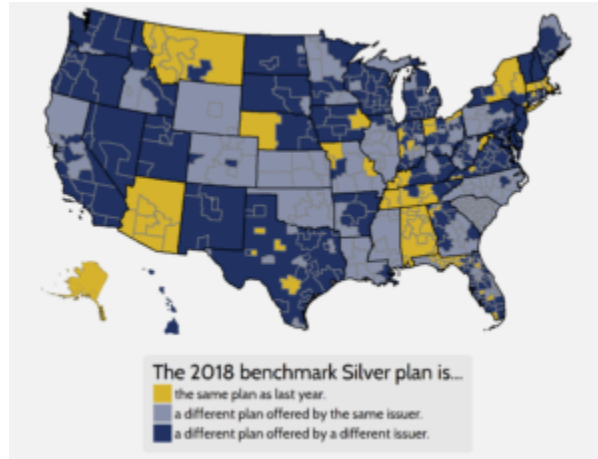 The 2018 benchmark Silver plan is...
the same plan as last year.
a different plan offered by the same issuer.
a different plan offered by a different issuer.